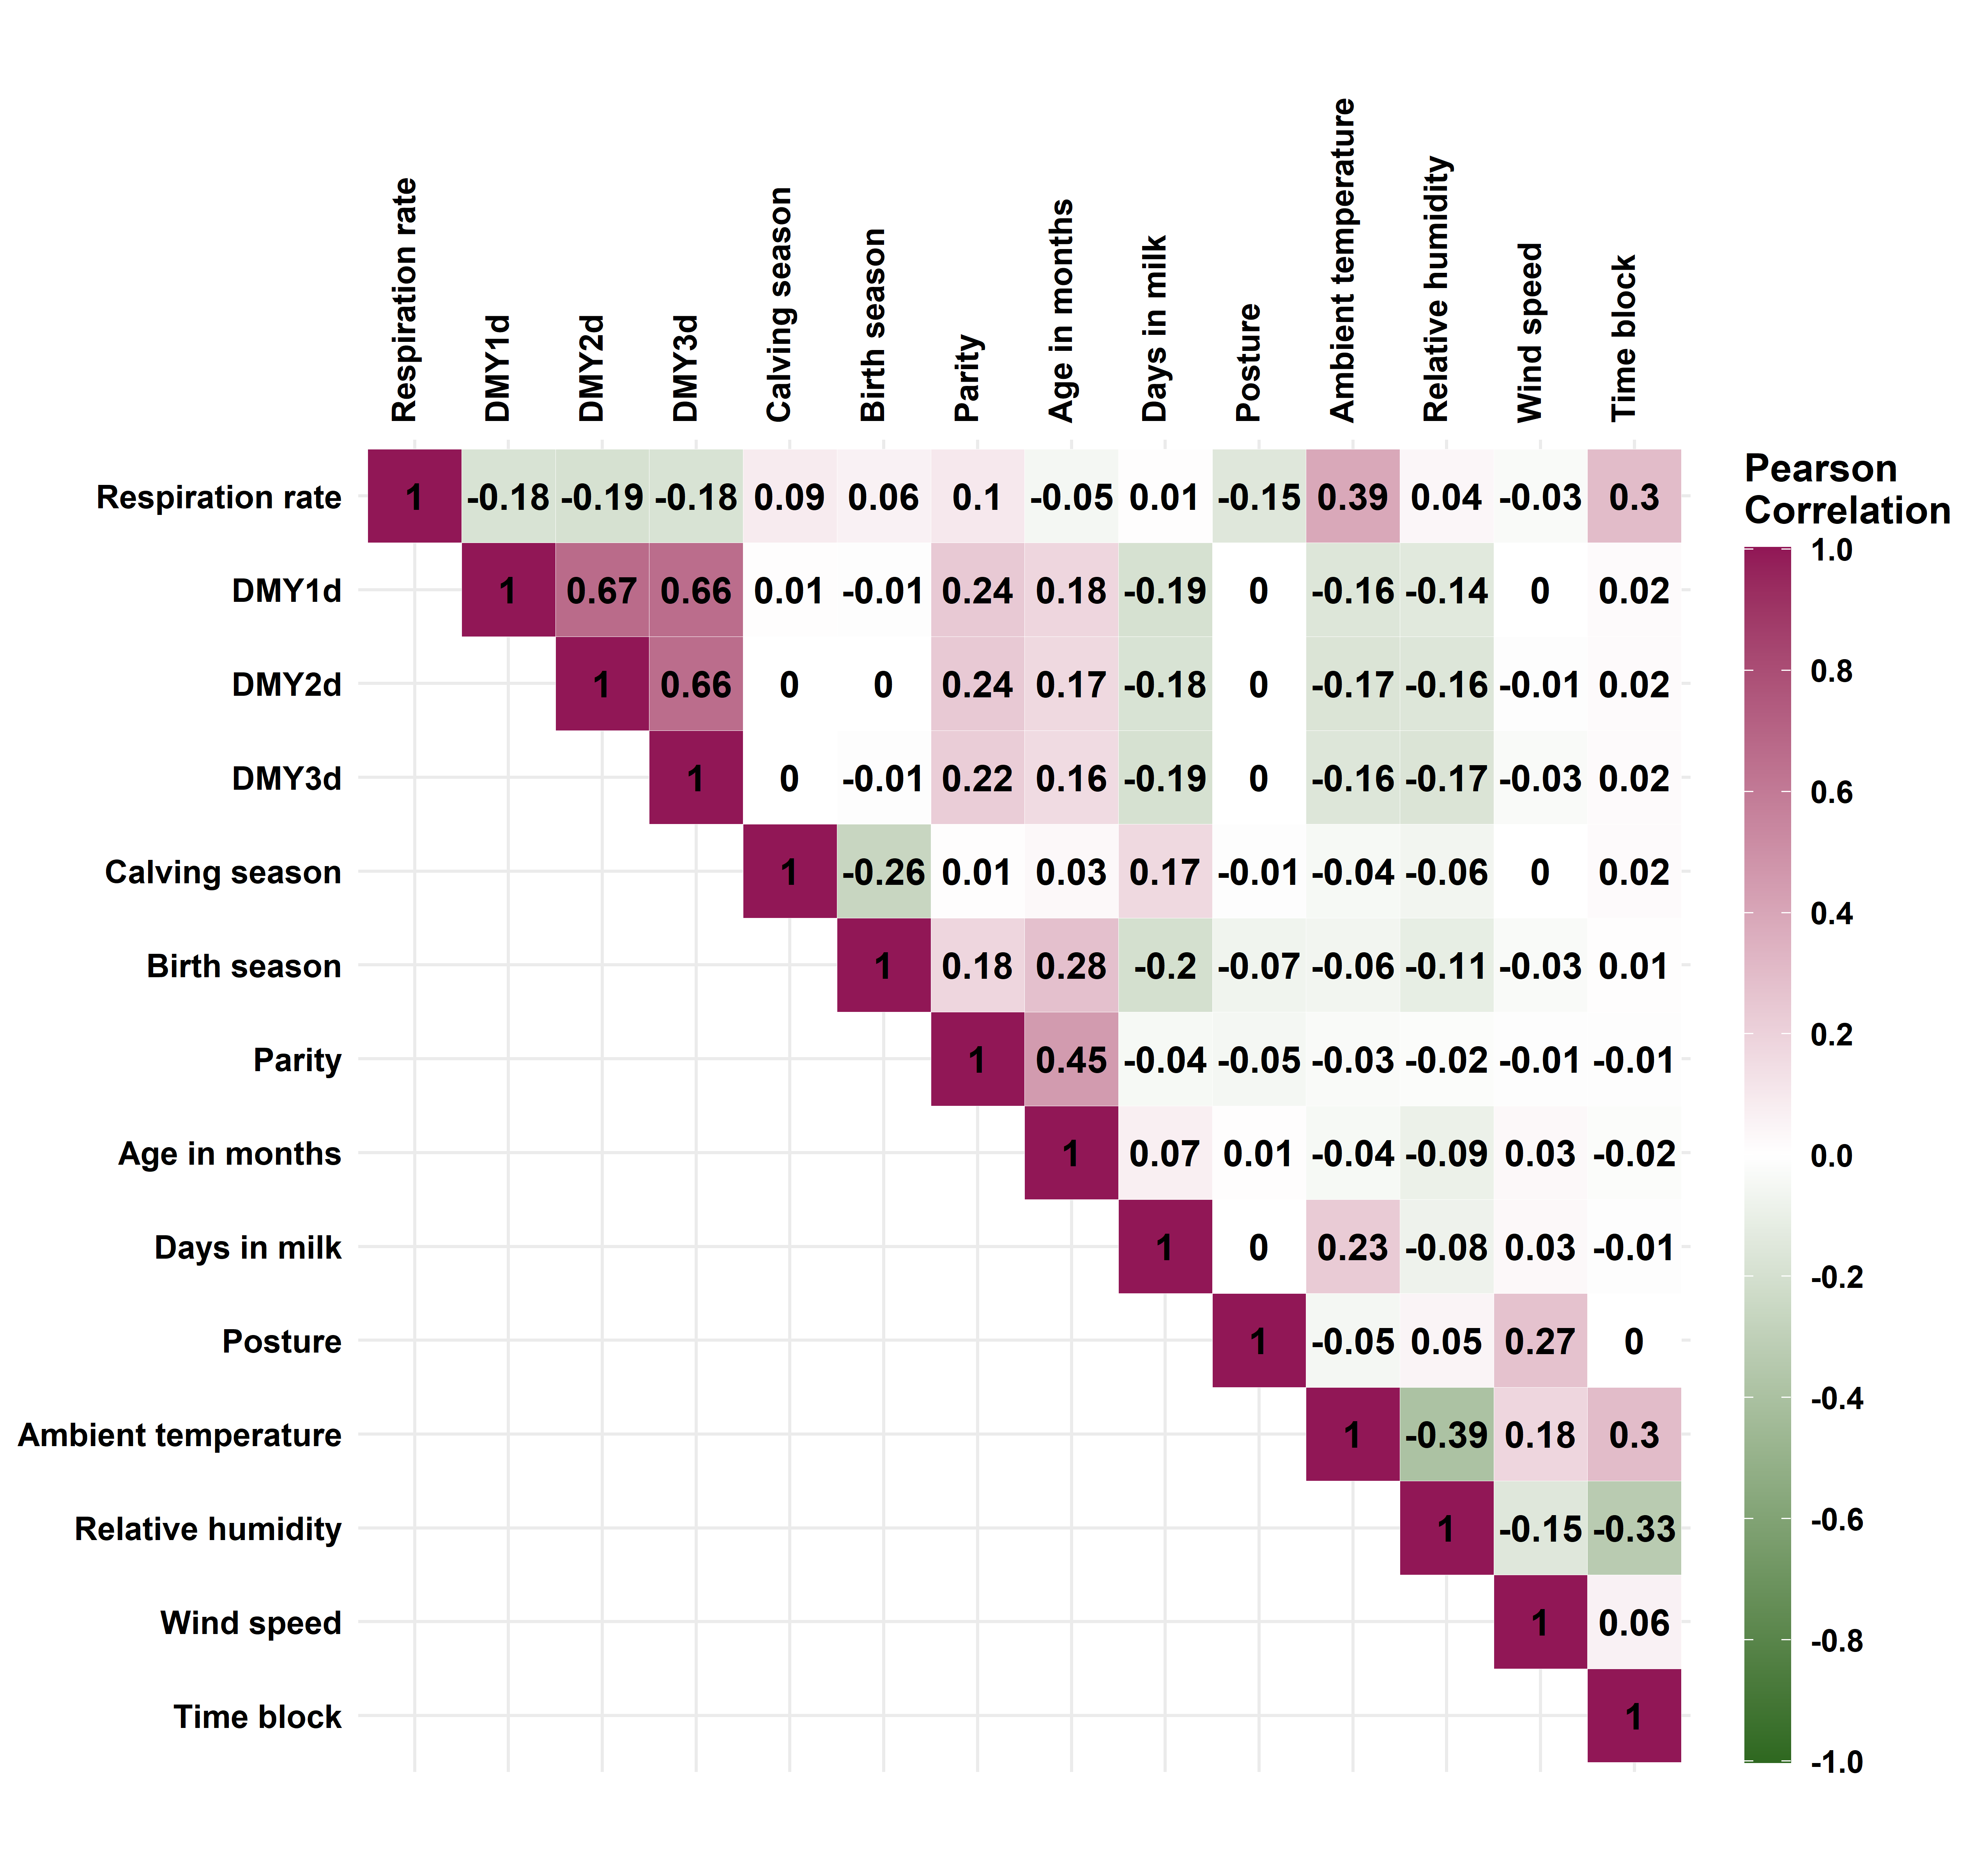 Respiration rate
DMY1d
DMY2d
DMY3d
Calving season
Birth season
Parity
Age in months
Days in milk
Posture
Ambient temperature
Relative humidity
Wind speed
Time block
Respiration rate 1 -0.18 -0.19 -0.18 0.09 0.06 0.1 -0.05 0.01 -0.15 0.39 0.04 -0.03 0.3
DMY1d 1 0.67 0.66 0.01 -0.01 0.24 0.18 -0.19 0 -0.16 -0.14 0 0.02
DMY2d 1 0.66 0 0 0.24 0.17 -0.18 0 -0.17 -0.16 -0.01 0.02
DMY3d 1 0 -0.01 0.22 0.16 -0.19 0 -0.16 -0.17 -0.03 0.02
Calving season 1 -0.26 0.01 0.03 0.17 -0.01 -0.04 -0.06 0 0.02
Birth season 1 0.18 0.28 -0.2 -0.07 -0.06 -0.11 -0.03 0.01
Parity 1 0.45 -0.04 -0.05 -0.03 -0.02 -0.01 -0.01
Age in months 1 0.07 0.01 -0.04 -0.09 0.03 -0.02
Days in milk 1 0 0.23 -0.08 0.03 -0.01
Posture 1 -0.05 0.05 0.27 0
Ambient temperature 1 -0.39 0.18 0.3
Relative humidity 1 -0.15 -0.33
Wind speed 1 0.06
Time block 1
Pearson
Correlation
1.0
0.8
0.6
0.4
0.2
0.0
-0.2
-0.4
-0.6
-0.8
-1.0